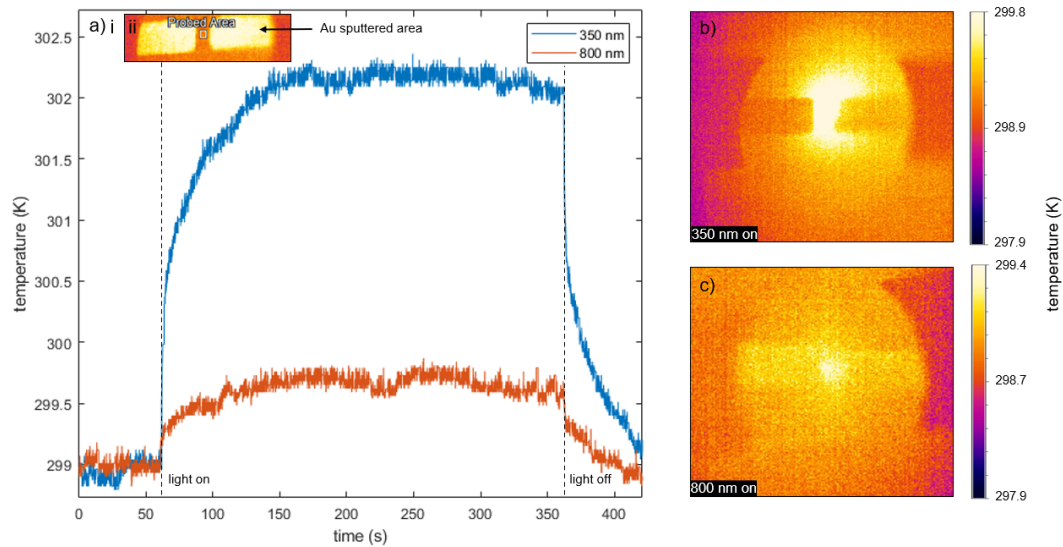 a) i ii
Probed Area
Au sputtered area
350 nm
800 nm
302.5
302
301.5
301
300.5
300
299.5
299
temperature (K)
light on
light off
0 50 100 150 200 250 300 350 400
time (s)
b)
350 nm on
299.8
298.9
297.9
temperature (K)
c)
800 nm on
299.4
298.7
297.9